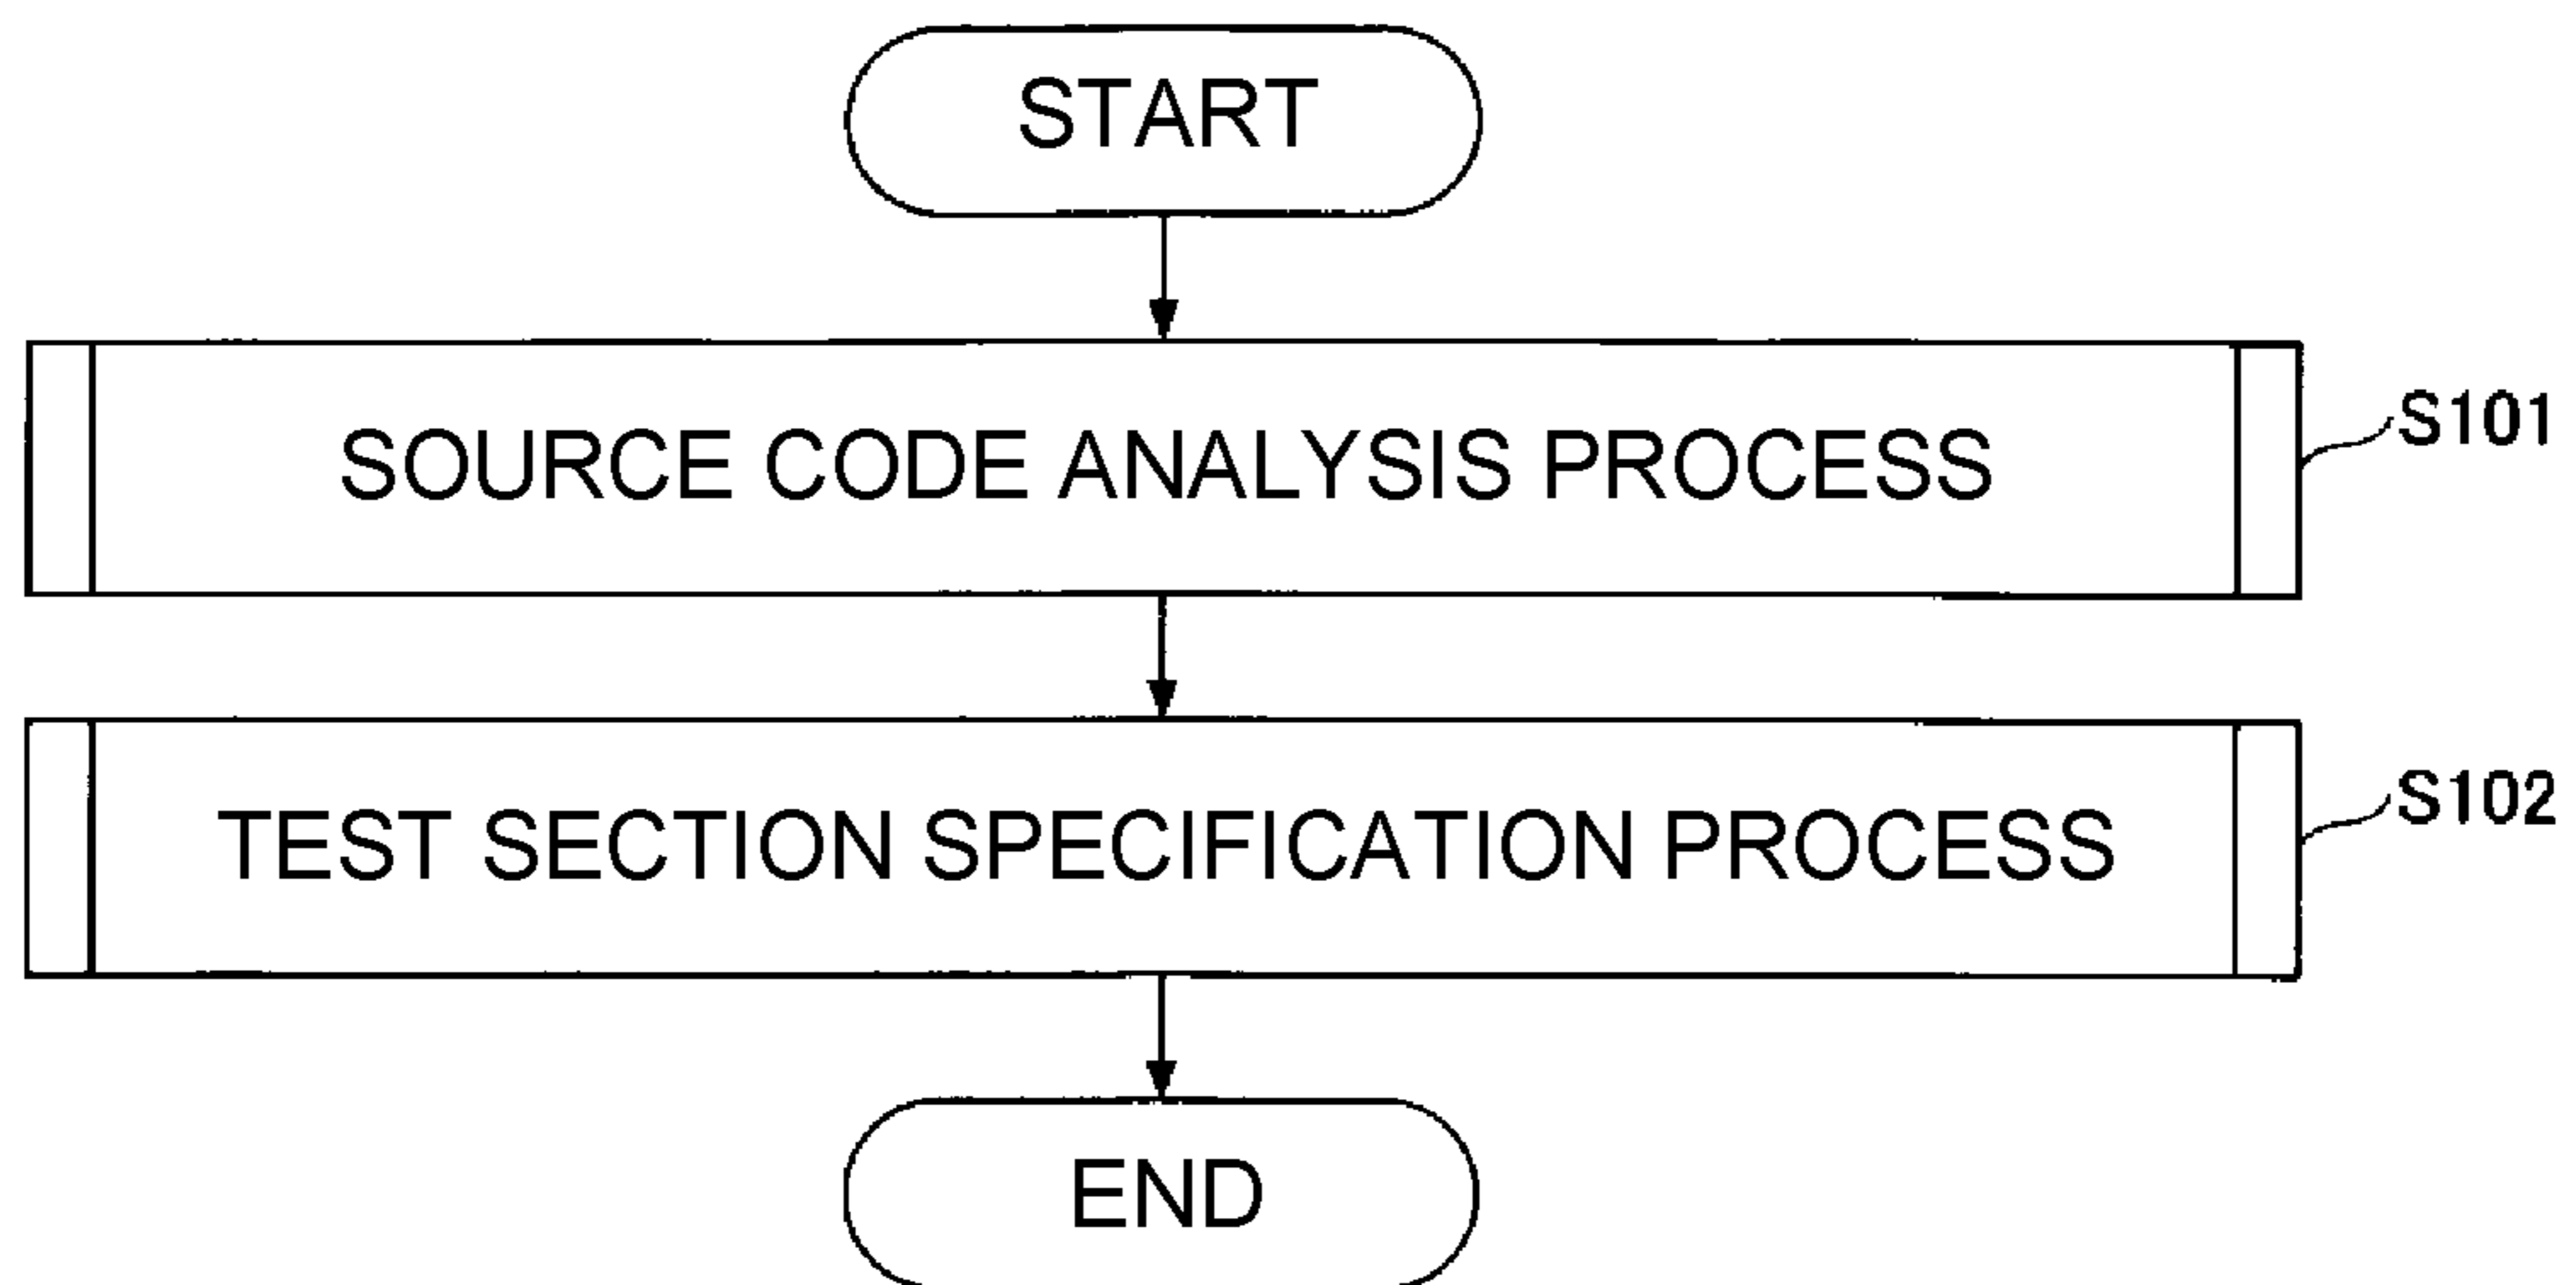 START
SOURCE CODE ANALYSIS PROCESS
S101
TEST SECTION SPECIFICATION PROCESS
S102
END